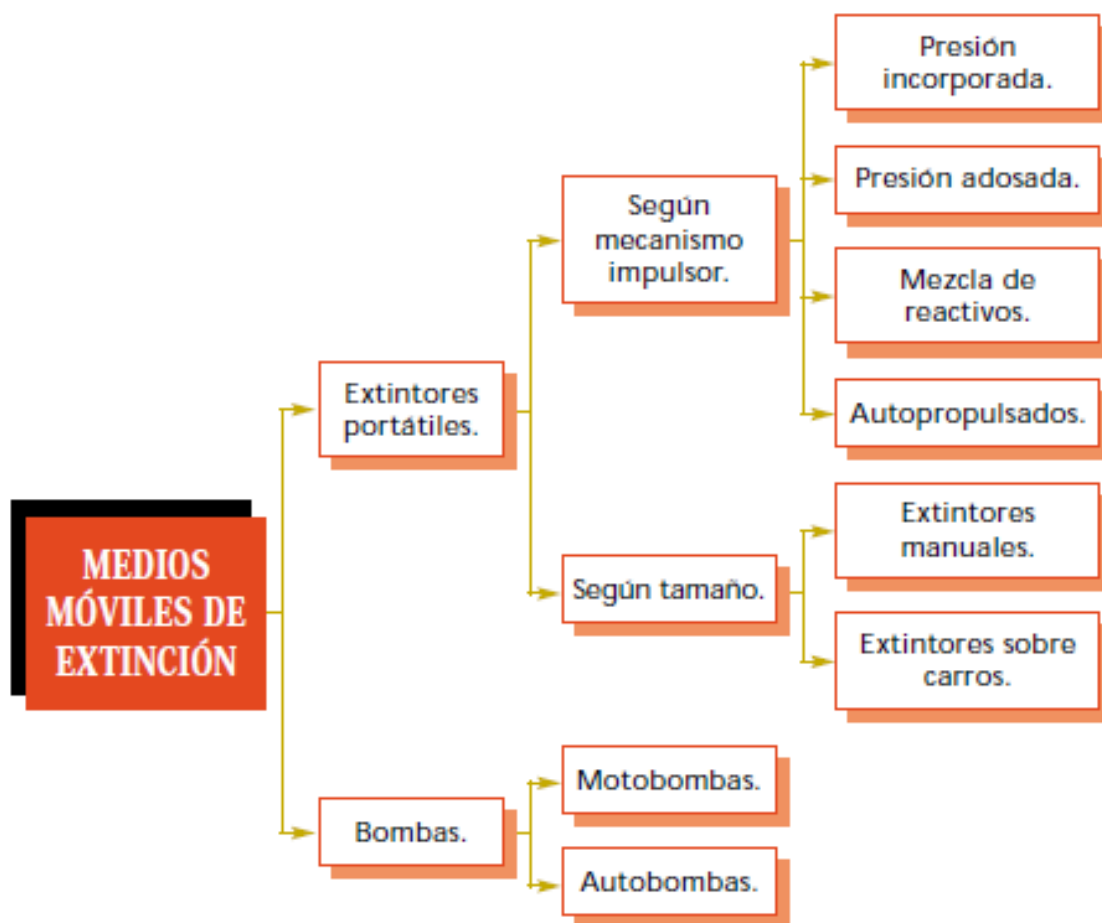 MEDIOS
MÓVILES DE
EXTINCIÓN
Extintores
portátiles.
Según
mecanismo
impulsor.
Presión
incorporada.
Presión adosada.
Mezcla de
reactivos.
Autopropulsados.
Según tamaño.
Extintores
manuales.
Extintores sobre
carros.
Bombas.
Motobombas.
Autobombas.